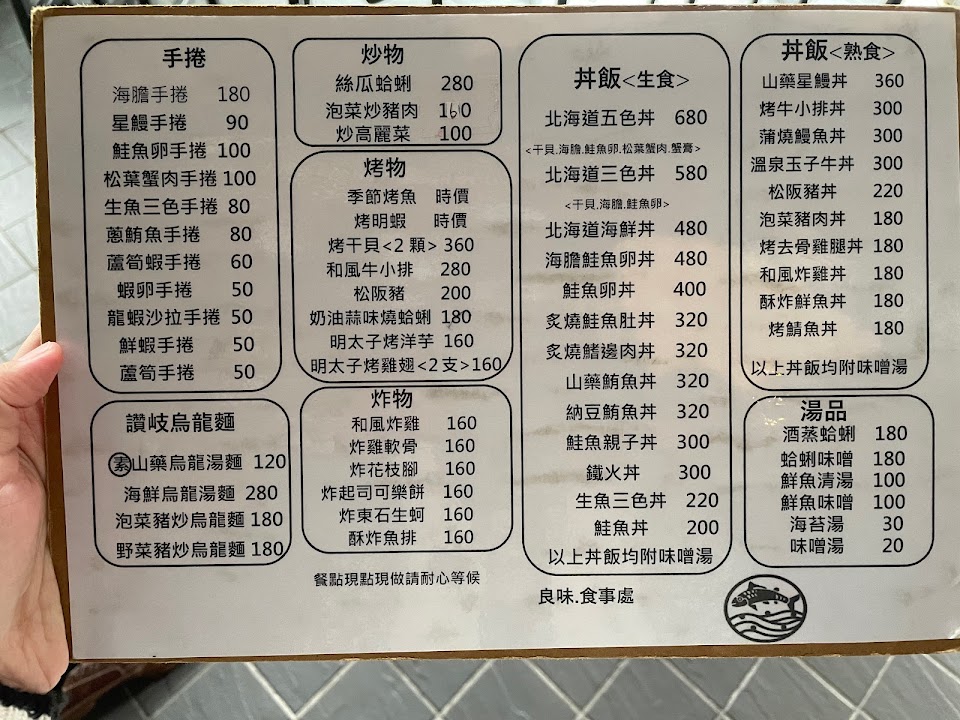 手捲
海膽手捲 180
星鰻手捲 90
鮭魚卵手捲 100
松葉蟹肉手捲 100
生魚三色手捲 80
蔥鮪魚手捲 80
蘆筍蝦手捲 60
蝦卵手捲 50
龍蝦沙拉手捲 50
鮮蝦手捲 50
蘆筍手捲 50
讚岐烏龍麵
素山藥烏龍湯麵 120
海鮮烏龍湯麵 280
泡菜豬炒烏龍麵 180
野菜豬炒烏龍麵 180
炒物
絲瓜蛤蜊 280
泡菜炒豬肉 160
炒高麗菜 100
烤物
季節烤魚 時價
烤明蝦 時價
烤干貝<2 顆> 360
和風牛小排 280
松阪豬 200
奶油蒜味燒蛤蜊 180
明太子烤洋芋 160
明太子烤雞翅<2支>160
炸物
和風炸雞 160
炸雞軟骨 160
炸花枝腳 160
炸起司可樂餅 160
炸東石生蚵 160
酥炸魚排 160
餐點現點現做請耐心等候
丼飯<生食>
北海道五色丼 680
<干貝.海膽.鮭魚卵.松葉蟹肉.蟹膏>
北海道三色丼 580
<干貝.海膽.鮭魚卵>
北海道海鮮丼 480
海膽鮭魚卵丼 480
鮭魚卵丼 400
炙燒鮭魚肚丼 320
炙燒鰭邊肉丼 320
山藥鮪魚丼 320
納豆鮪魚丼 320
鮭魚親子丼 300
鐵火丼 300
生魚三色丼 220
鮭魚丼 200
以上丼飯均附味噌湯
良味.食事處
丼飯<熟食>
山藥星鰻丼 360
烤牛小排丼 300
蒲燒鰻魚丼 300
溫泉玉子牛丼 300
松阪豬丼 220
泡菜豬肉丼 180
烤去骨雞腿丼 180
和風炸雞丼 180
酥炸鮮魚丼 180
烤鯖魚丼 180
以上丼飯均附味噌湯
湯品
酒蒸蛤蜊 180
蛤蜊味噌 180
鮮魚清湯 100
鮮魚味噌 100
海苔湯 30
味噌湯 20